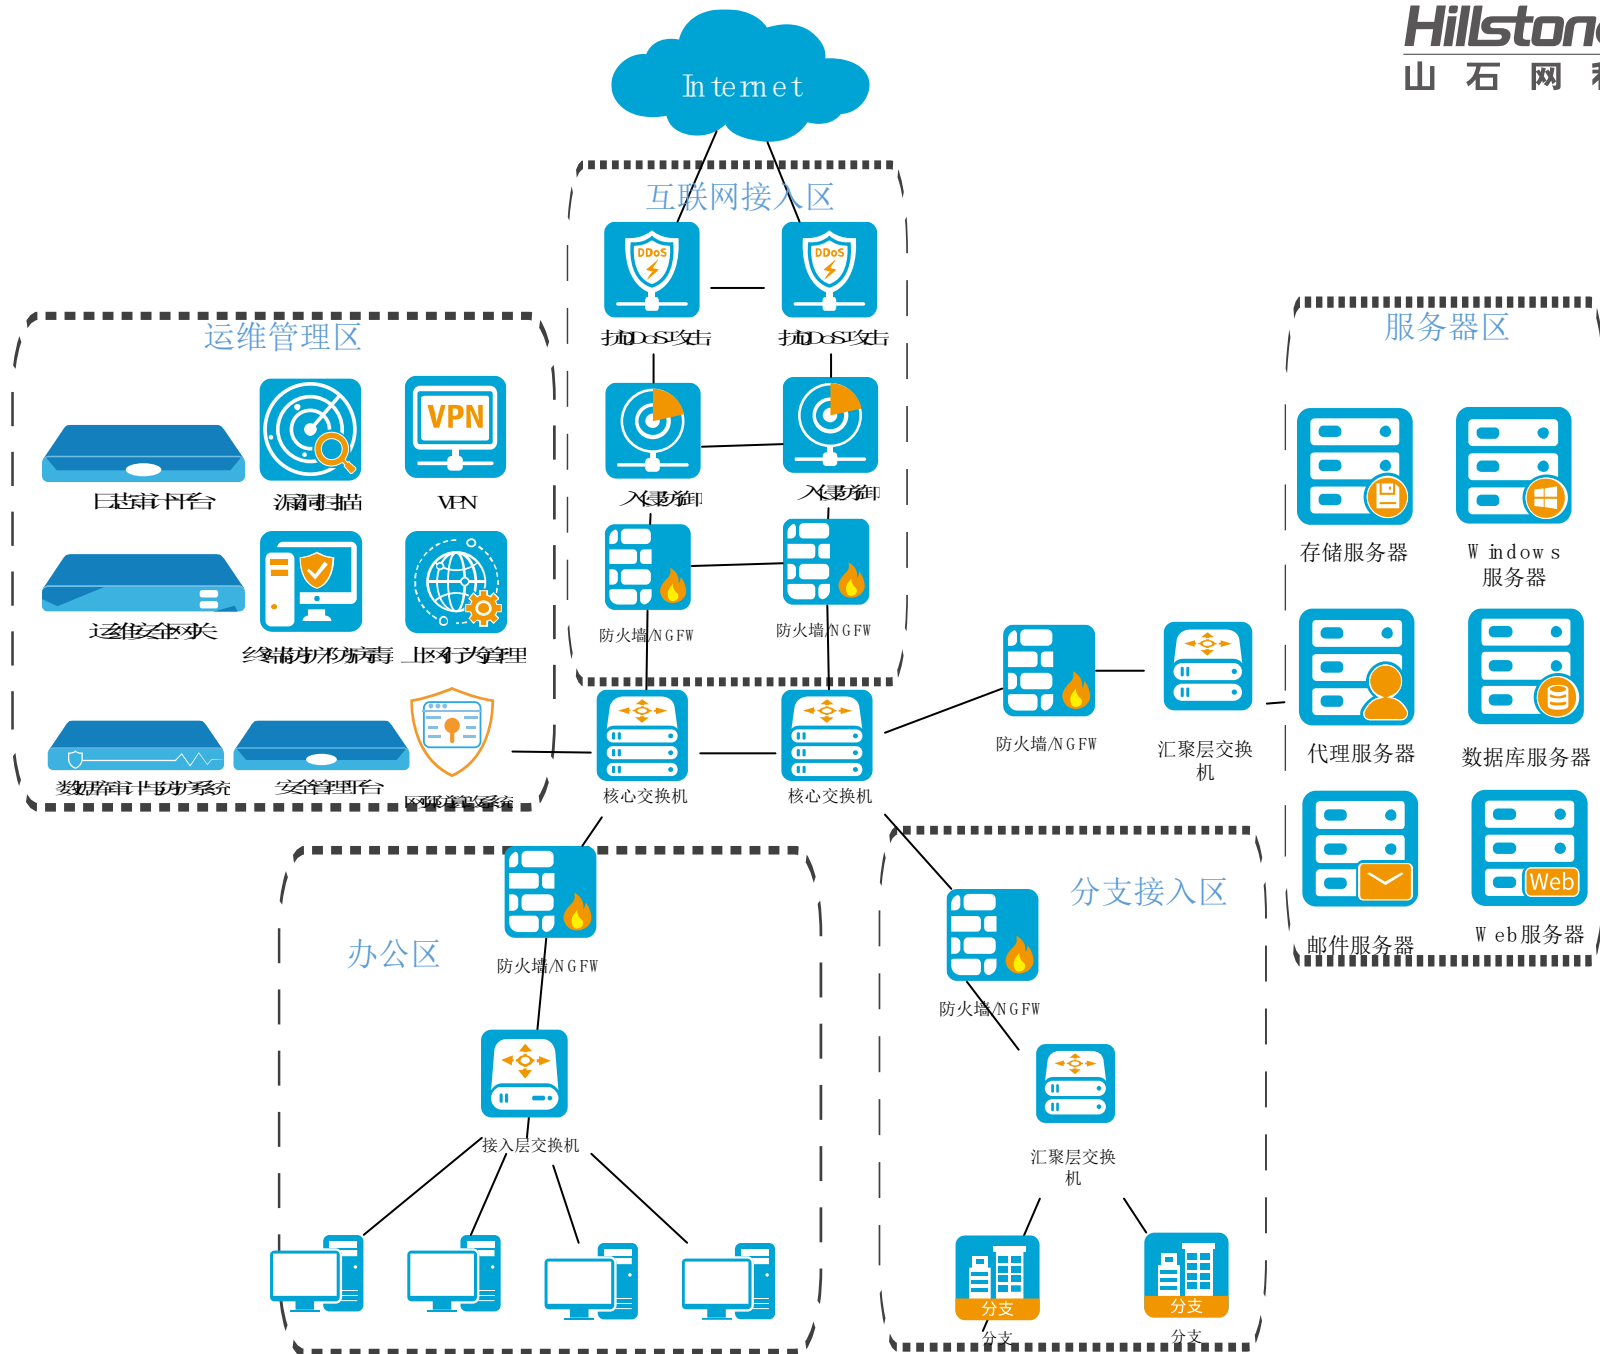 Hillstone
山石网
Internet
互联网接入区
DDoS
DDoS
抗DDoS攻击
抗DDoS攻击
入侵防御
入侵防御
防火墙/NGFW
防火墙/NGFW
运维管理区
VPN
日志审计平台
漏洞扫描
VPN
运维安全网关
终端防护/防病毒
上网行为管理
数据库审计与防护系统
安全管理平台
网页防篡改系统
核心交换机
核心交换机
防火墙/NGFW
汇聚层交换
机
服务器区
存储服务器
Windows
服务器
代理服务器
数据库服务器
Web
邮件服务器
Web服务器
办公区
防火墙/NGFW
接入层交换机
分支接入区
防火墙/NGFW
汇聚层交换
机
分支
分支
分支
分支